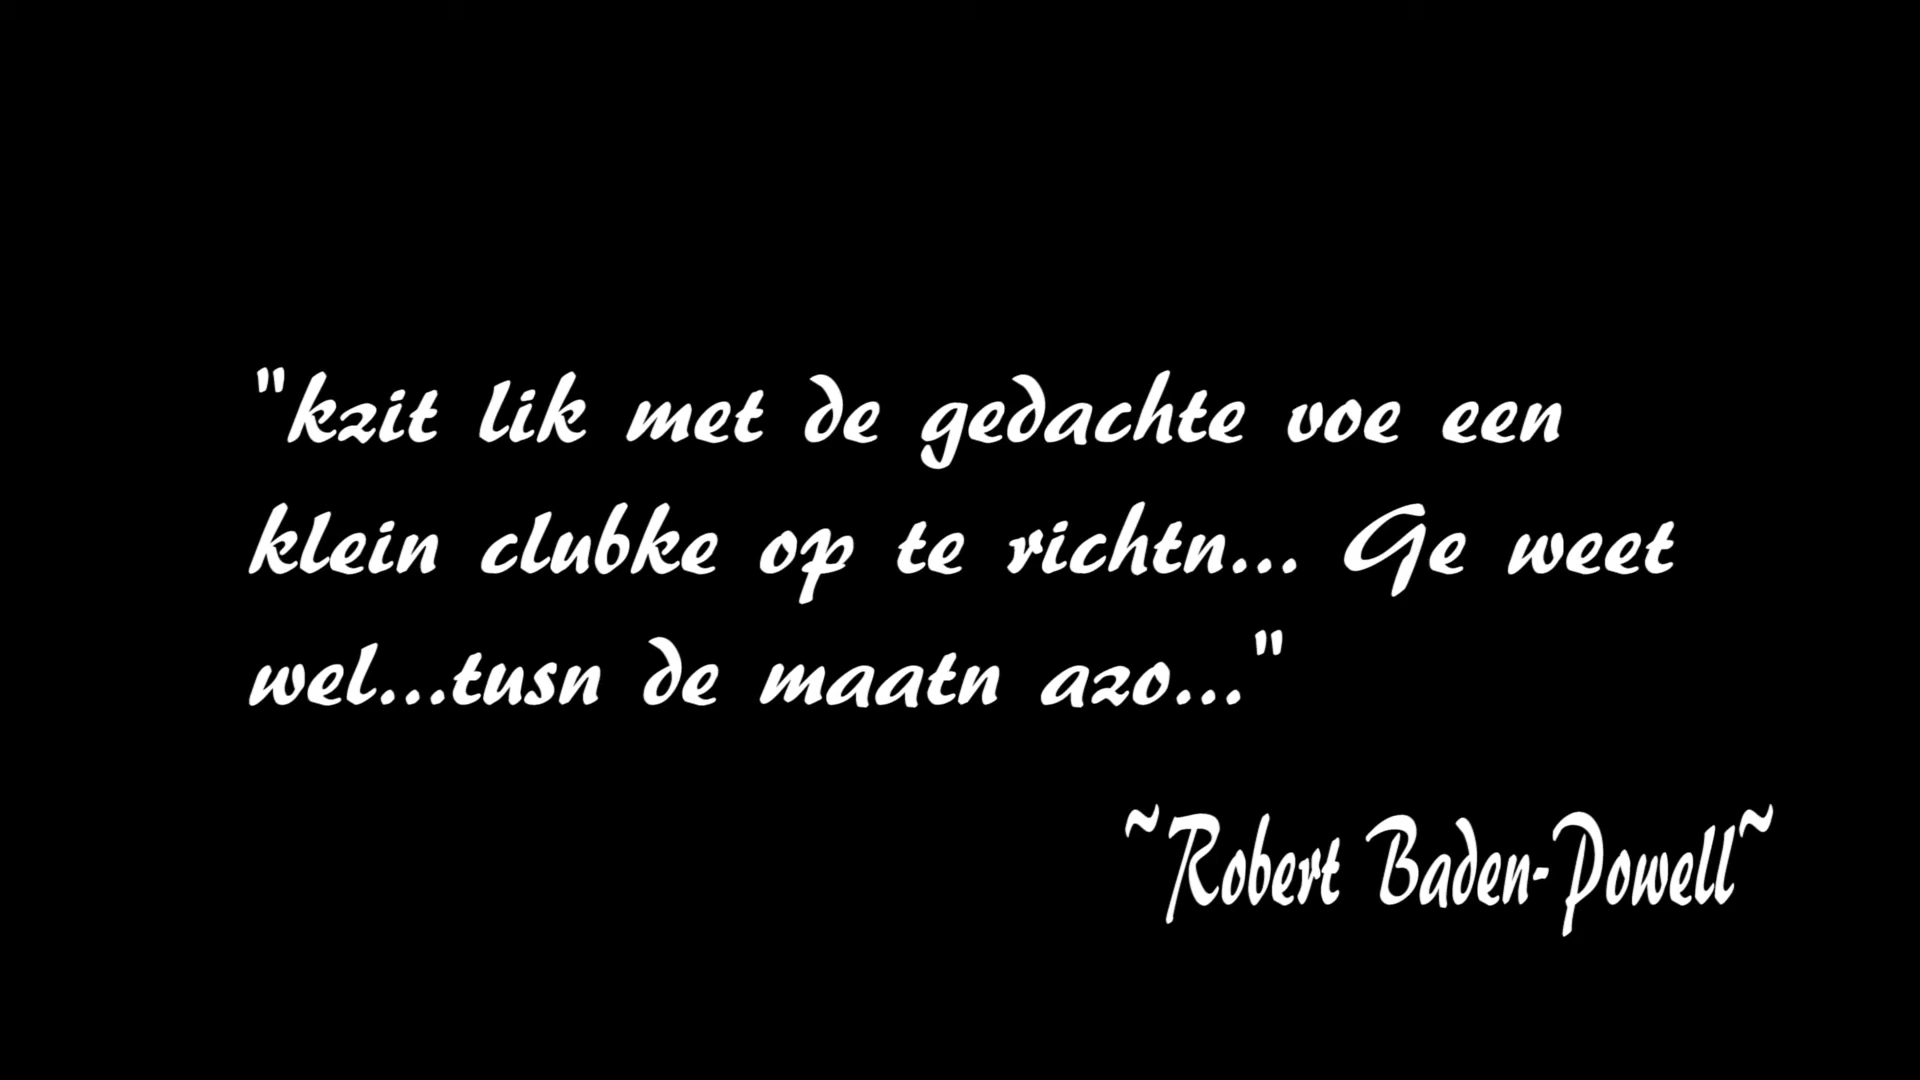 "kzit lik met de gedachte voe een
klein clubke op te richtn... Ge weet
wel...tusn de maatn azo..."
~Robert Baden-Powell~